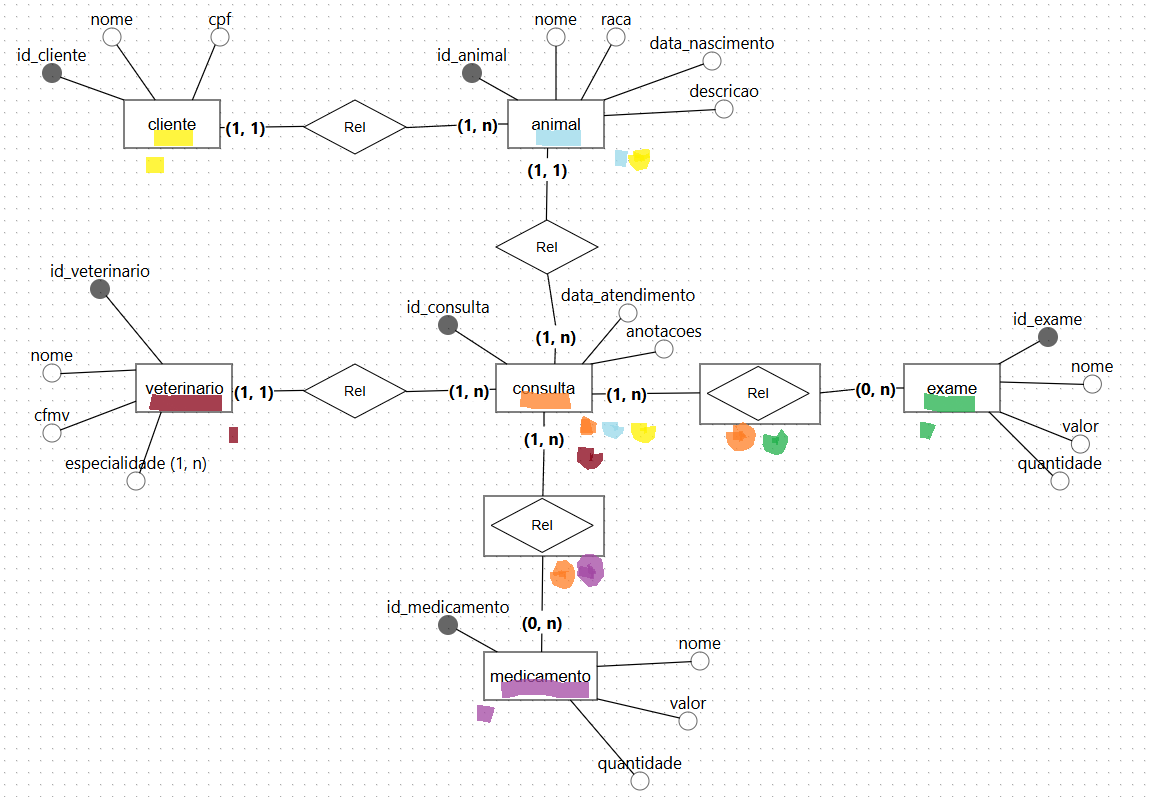 nome
cpf
id_cliente
cliente
(1, 1)
Rel
(1, n)
nome
raca
id_animal
data_nascimento
descricao
animal
(1, 1)
Rel
(1, n)
id_veterinario
nome
cfmv
especialidade (1, n)
veterinario
(1, 1)
Rel
(1, n)
id_consulta
data_atendimento
anotacoes
consulta
(1, n)
Rel
(0, n)
id_exame
nome
exame
valor
quantidade
(1, n)
Rel
(0, n)
id_medicamento
nome
medicamento
valor
quantidade